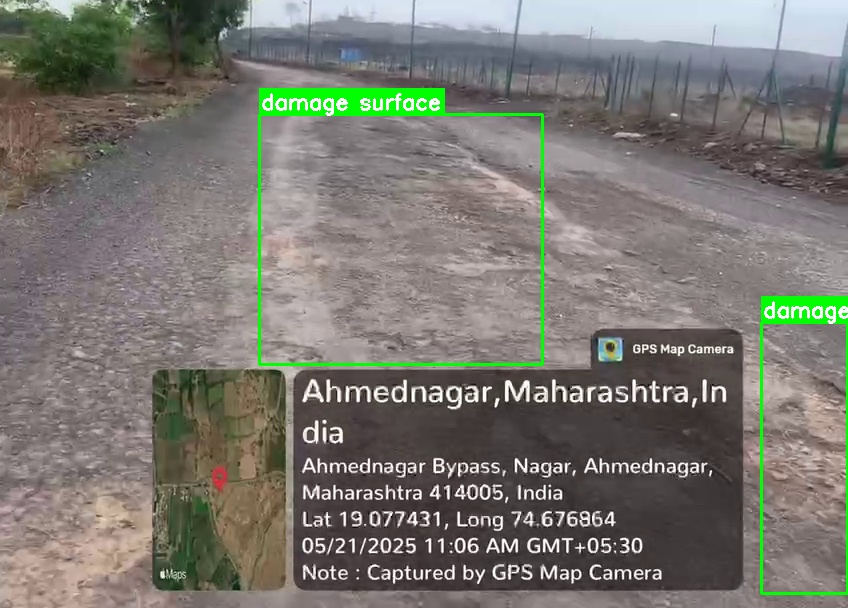 damage surface
damage
GPS Map Camera
Ahmednagar,Maharashtra,In
dia
Ahmednagar Bypass, Nagar, Ahmednagar,
Maharashtra 414005, India
Lat 19.077431, Long 74.676864
05/21/2025 11:06 AM GMT+05:30
Note : Captured by GPS Map Camera
Maps